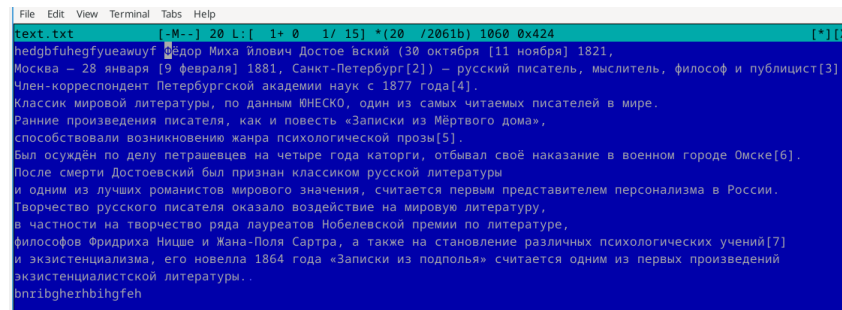 File Edit View Terminal Tabs Help
text.txt [-M--] 20 L:[ 1+ 0 1/ 15] *(20 /2061b) 1060 0x424 [*][
hedgbfuhegfyueawuyf Фёдор Миха́йлович Достое́вский (30 октября [11 ноября] 1821,
Москва — 28 января [9 февраля] 1881, Санкт-Петербург[2]) — русский писатель, мыслитель, философ и публицист[3]
Член-корреспондент Петербургской академии наук с 1877 года[4].
Классик мировой литературы, по данным ЮНЕСКО, один из самых читаемых писателей в мире.
Ранние произведения писателя, как и повесть «Записки из Мёртвого дома»,
способствовали возникновению жанра психологической прозы[5].
Был осуждён по делу петрашевцев на четыре года каторги, отбывал своё наказание в военном городе Омске[6].
После смерти Достоевский был признан классиком русской литературы
и одним из лучших романистов мирового значения, считается первым представителем персонализма в России.
Творчество русского писателя оказало воздействие на мировую литературу,
в частности на творчество ряда лауреатов Нобелевской премии по литературе,
философов Фридриха Ницше и Жана-Поля Сартра, а также на становление различных психологических учений[7]
и экзистенциализма, его новелла 1864 года «Записки из подполья» считается одним из первых произведений
экзистенциалистской литературы..
bnribgherhbihgfeh